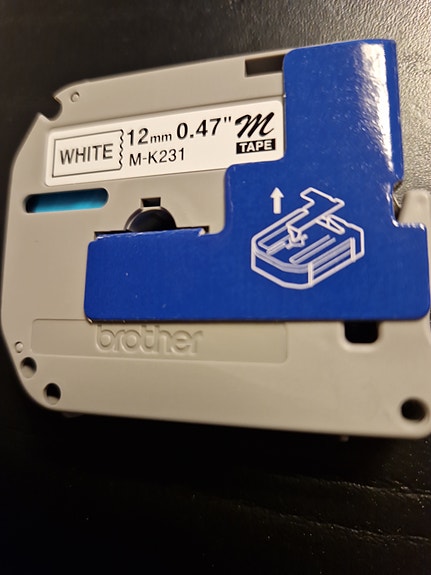 WHITE
12mm 0.47" M
TAPE
M-K231
brother